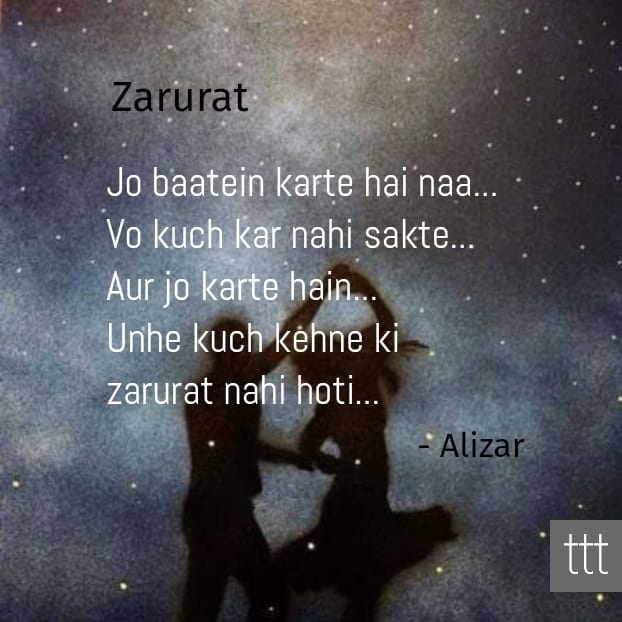 Zarurat
Jo baatein karte hai naa...
Vo kuch kar nahi sakte...
Aur jo karte hain...
Unhe kuch kehne ki
zarurat nahi hoti...
- Alizar
ttt